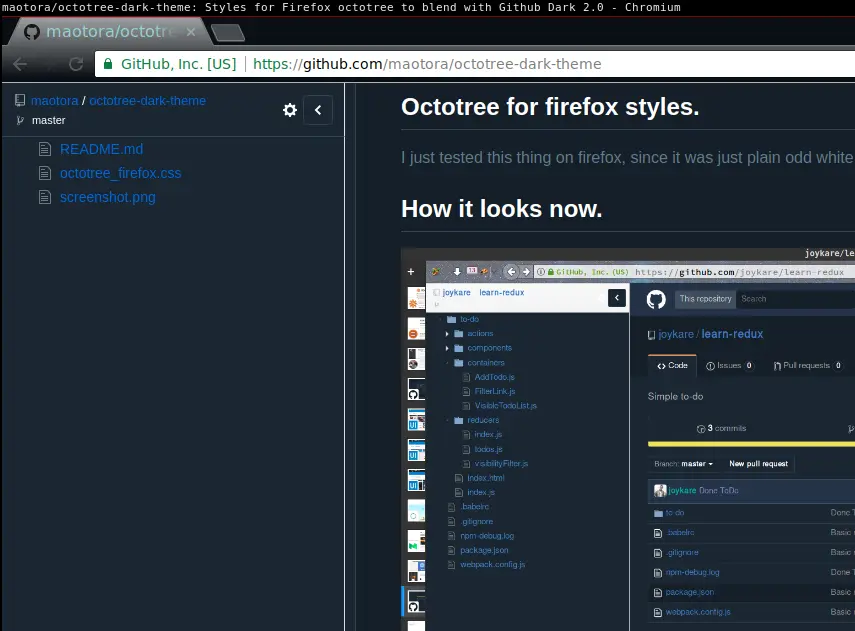 maotora/octotree-dark-theme: Styles for Firefox octotree to blend with Github Dark 2.0 - Chromium
maotora/octotre
GitHub, Inc. [US] | https://github.com/maotora/octotree-dark-theme
maotora / octotree-dark-theme
master
README.md
octotree_firefox.css
screenshot.png
Octotree for firefox styles.
I just tested this thing on firefox, since it was just plain odd white
How it looks now.
joykare/le
13
GitHub, Inc. (US) https://github.com/joykare/learn-redux
joykare learn-redux
to-do
actions
components
containers
AddTodo.js
FilterLink.js
VisibleTodoList.js
reducers
index.js
todos.js
visibilityFilter.js
index.html
index.js
.babelrc
.gitignore
npm-debug.log
package.json
webpack.config.js
This repository Search
joykare / learn-redux
Code Issues 0 Pull requests 0
Simple to-do
3 commits
Branch: master New pull request
joykare Done ToDo
to-do Done T
.babelrc Basic
.gitignore Basic
npm-debug.log Done T
package.json Basic
webpack.config.js Basic